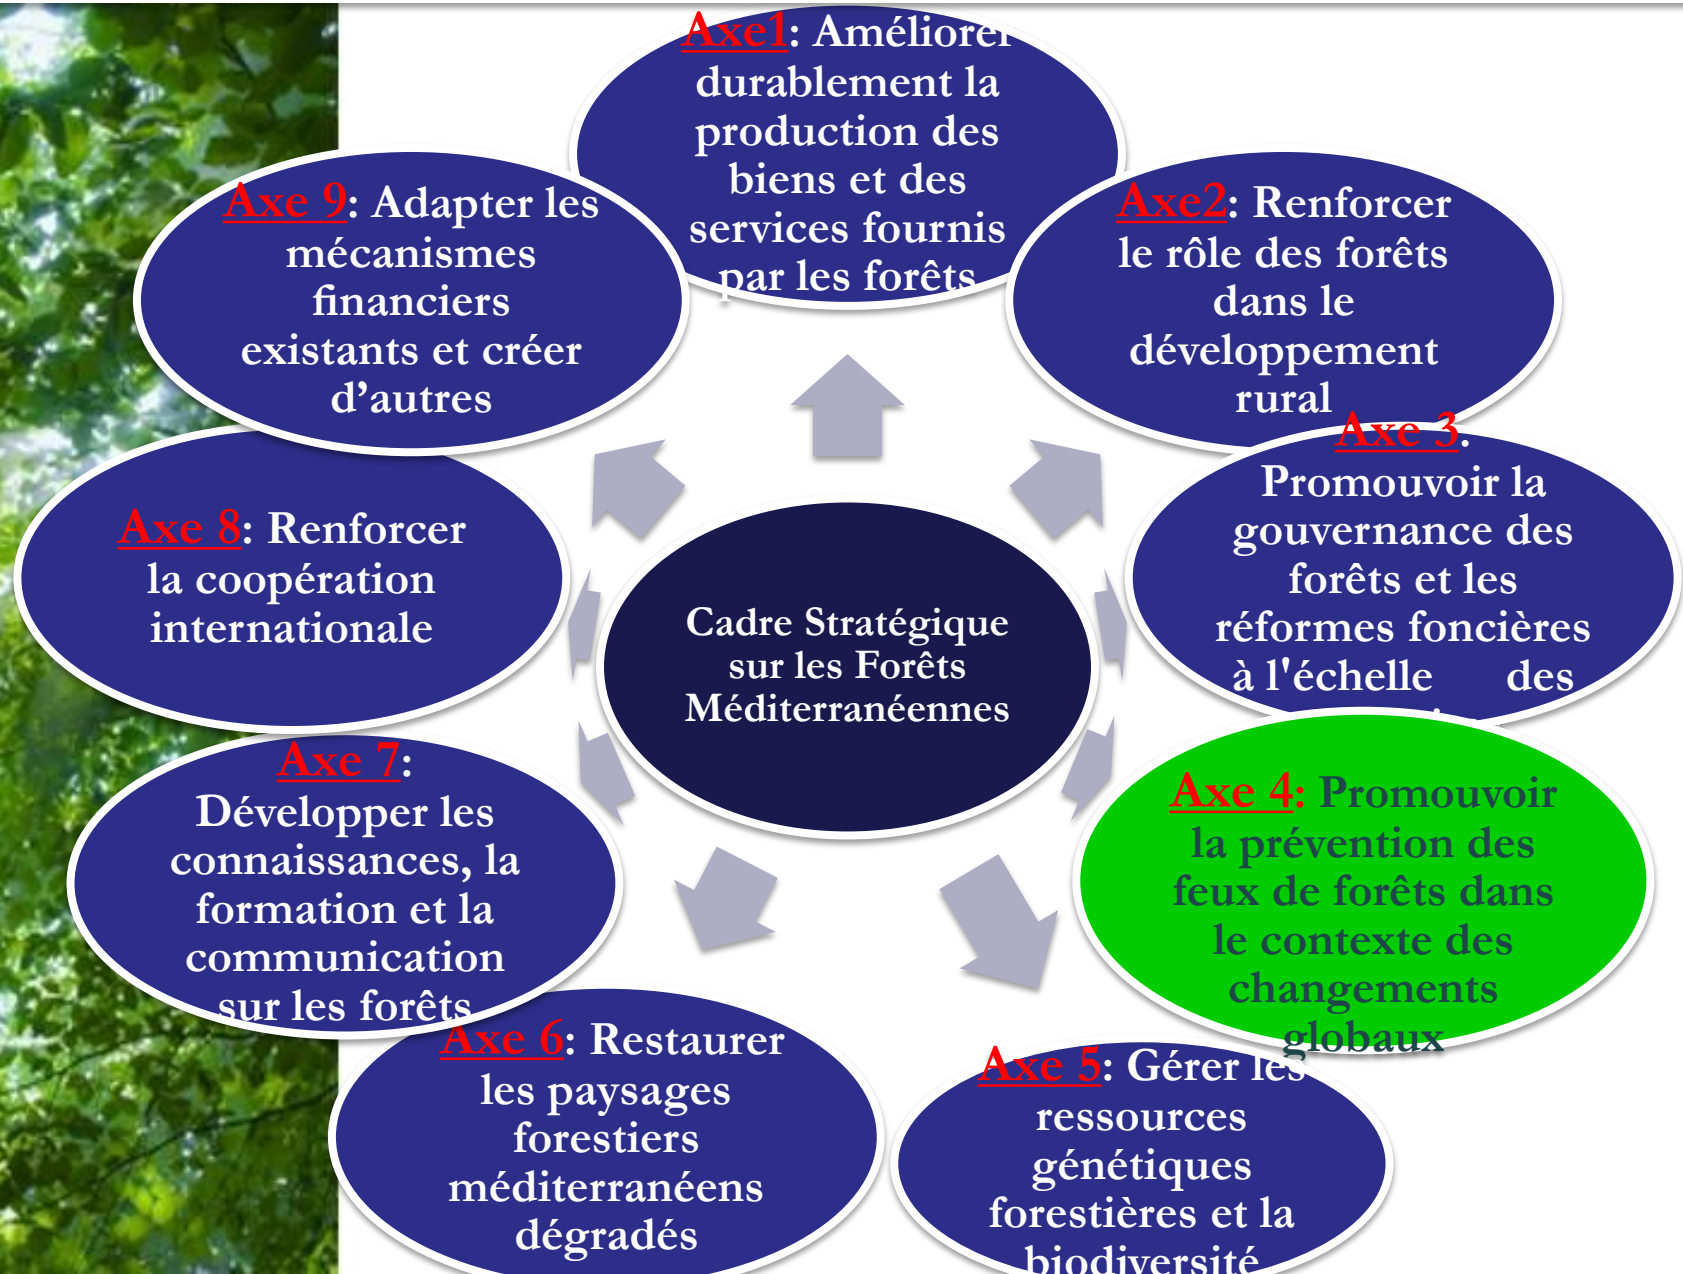 Axe1: Améliorer
durablement la
production des
biens et des
services fournis
par les forêts
Axe2: Renforcer
le rôle des forêts
dans le
développement
rural
Axe 3:
Promouvoir la
gouvernance des
forêts et les
réformes foncières
à l'échelle des
Axe 4: Promouvoir
la prévention des
feux de forêts dans
le contexte des
changements
globaux
Axe 5: Gérer les
ressources
génétiques
forestières et la
biodiversité
Axe 6: Restaurer
les paysages
forestiers
méditerranéens
dégradés
Axe 7:
Développer les
connaissances, la
formation et la
communication
sur les forêts
Axe 8: Renforcer
la coopération
internationale
Axe 9: Adapter les
mécanismes
financiers
existants et créer
d’autres
Cadre Stratégique
sur les Forêts
Méditerranéennes